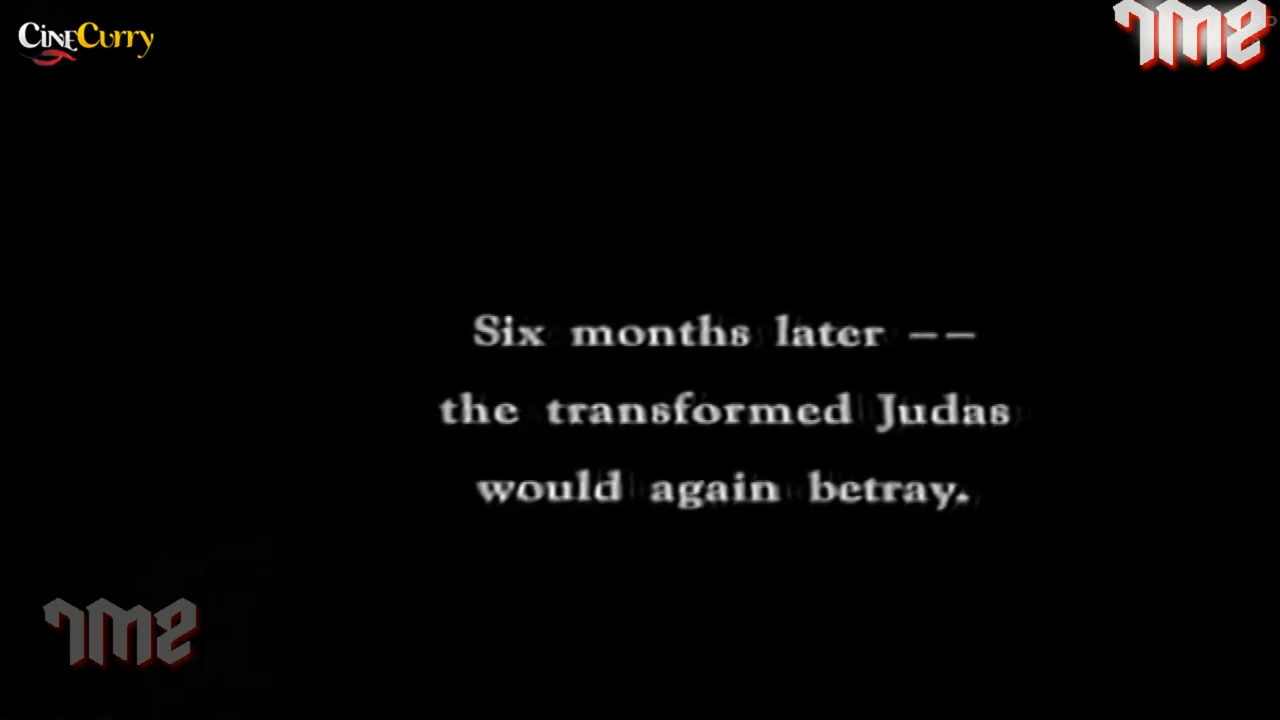 CineCurry
Six months later --
the transformed Judas
would again betray.